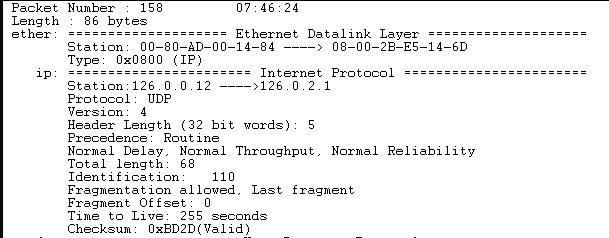 Packet Number : 158          07:46:24
Length : 86 bytes
ether: ==================== Ethernet Datalink Layer ====================
       Station: 00-80-AD-00-14-84 ----> 08-00-2B-E5-14-6D
       Type: 0x0800 (IP)
   ip: ======================= Internet Protocol =======================
       Station:126.0.0.12 ---->126.0.2.1
       Protocol: UDP
       Version: 4
       Header Length (32 bit words): 5
       Precedence: Routine
       Normal Delay, Normal Throughput, Normal Reliability
       Total length: 68
       Identification:   110
       Fragmentation allowed, Last fragment
       Fragment Offset: 0
       Time to Live: 255 seconds
       Checksum: 0xBD2D(Valid)